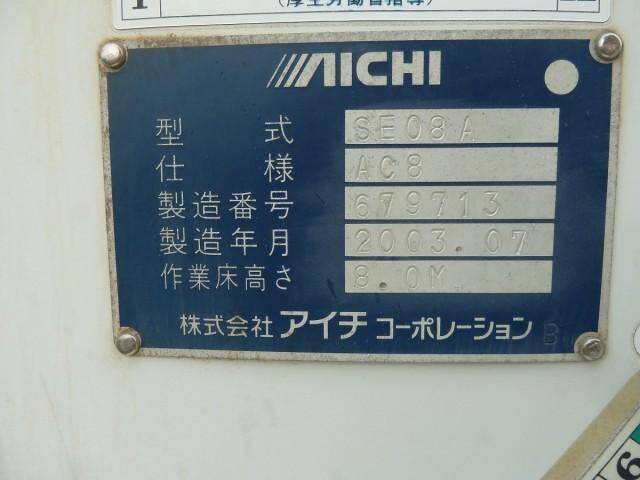 (厚生労働省指導)
AICHI
型式 SE08A
仕様 AC8
製造番号 679713
製造年月 2003.07
作業床高さ 8.0M
株式会社 アイチ コーポレーション B
6